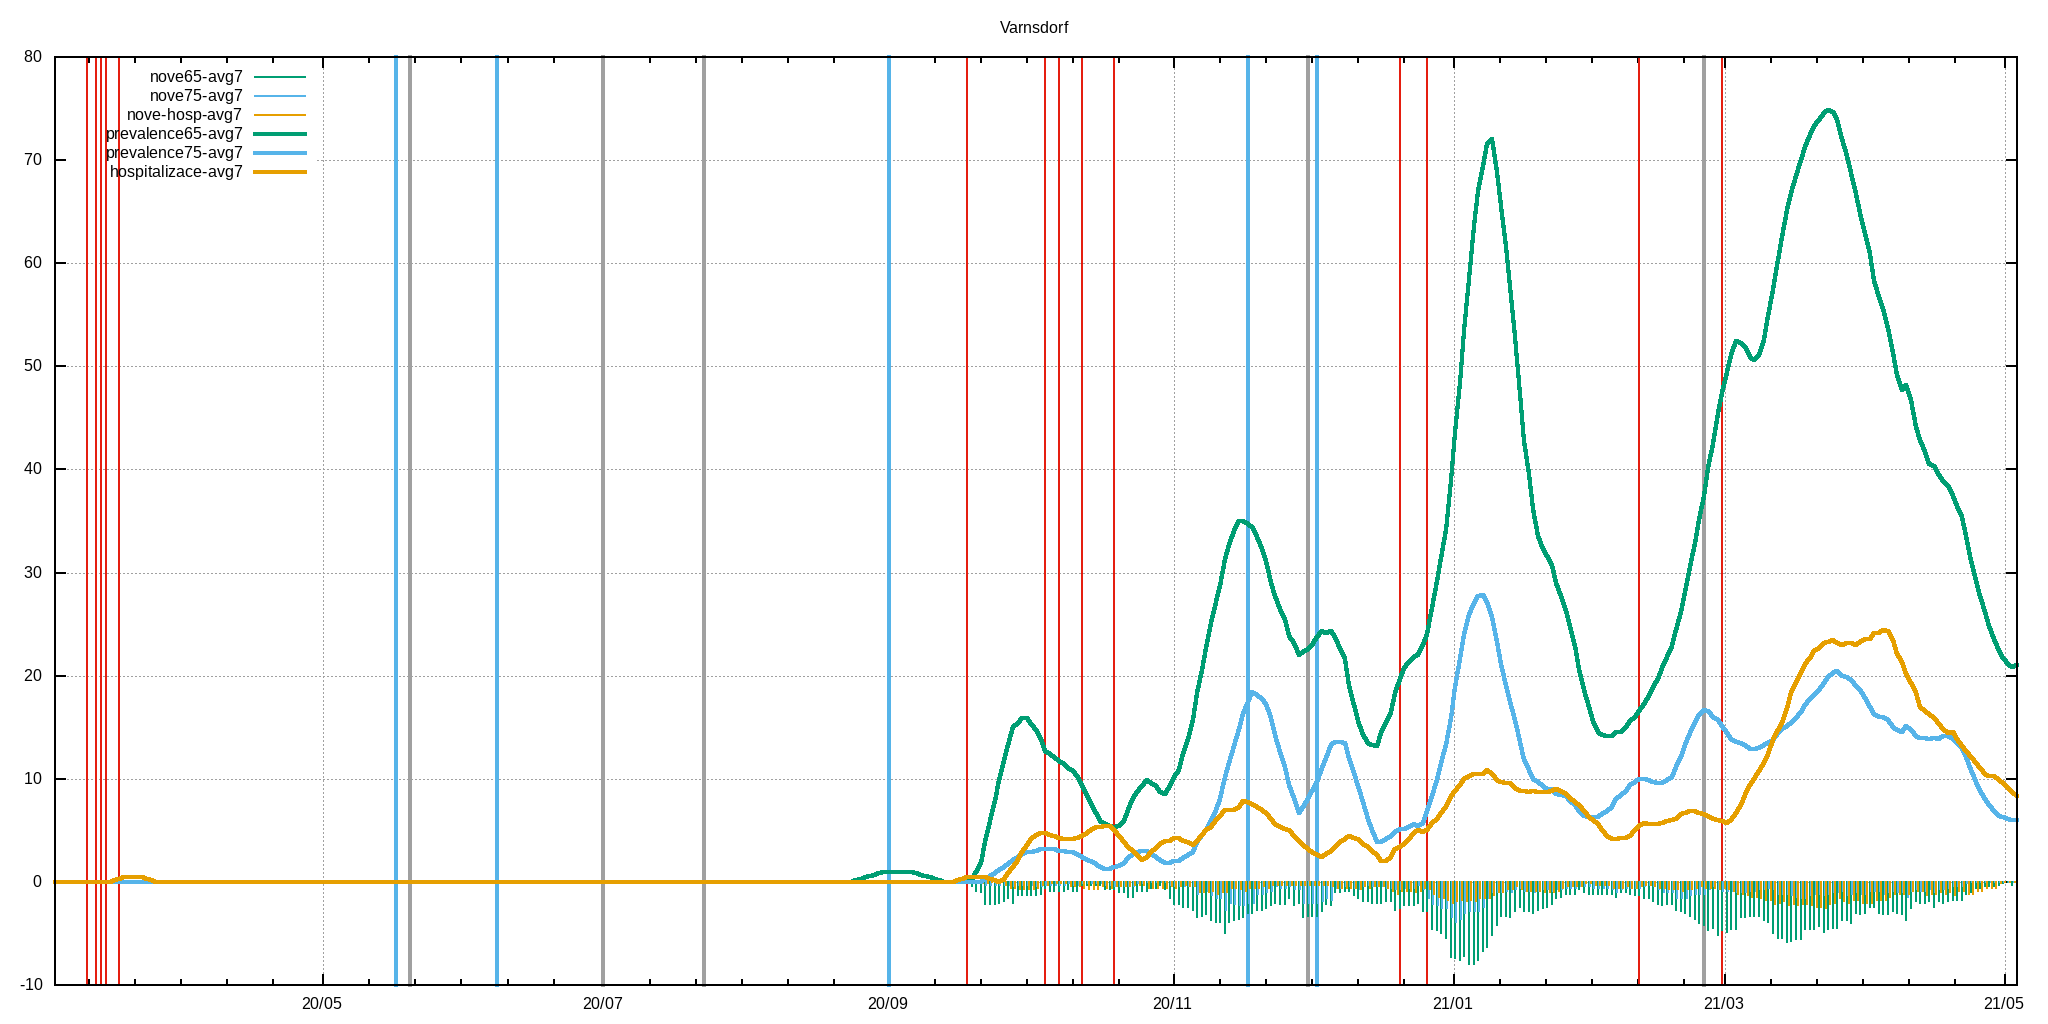 Varnsdorf
80
70
60
50
40
30
20
10
0
-10
nove65-avg7
nove75-avg7
nove-hosp-avg7
prevalence65-avg7
prevalence75-avg7
hospitalizace-avg7
20/05 20/07 20/09 20/11 21/01 21/03 21/05